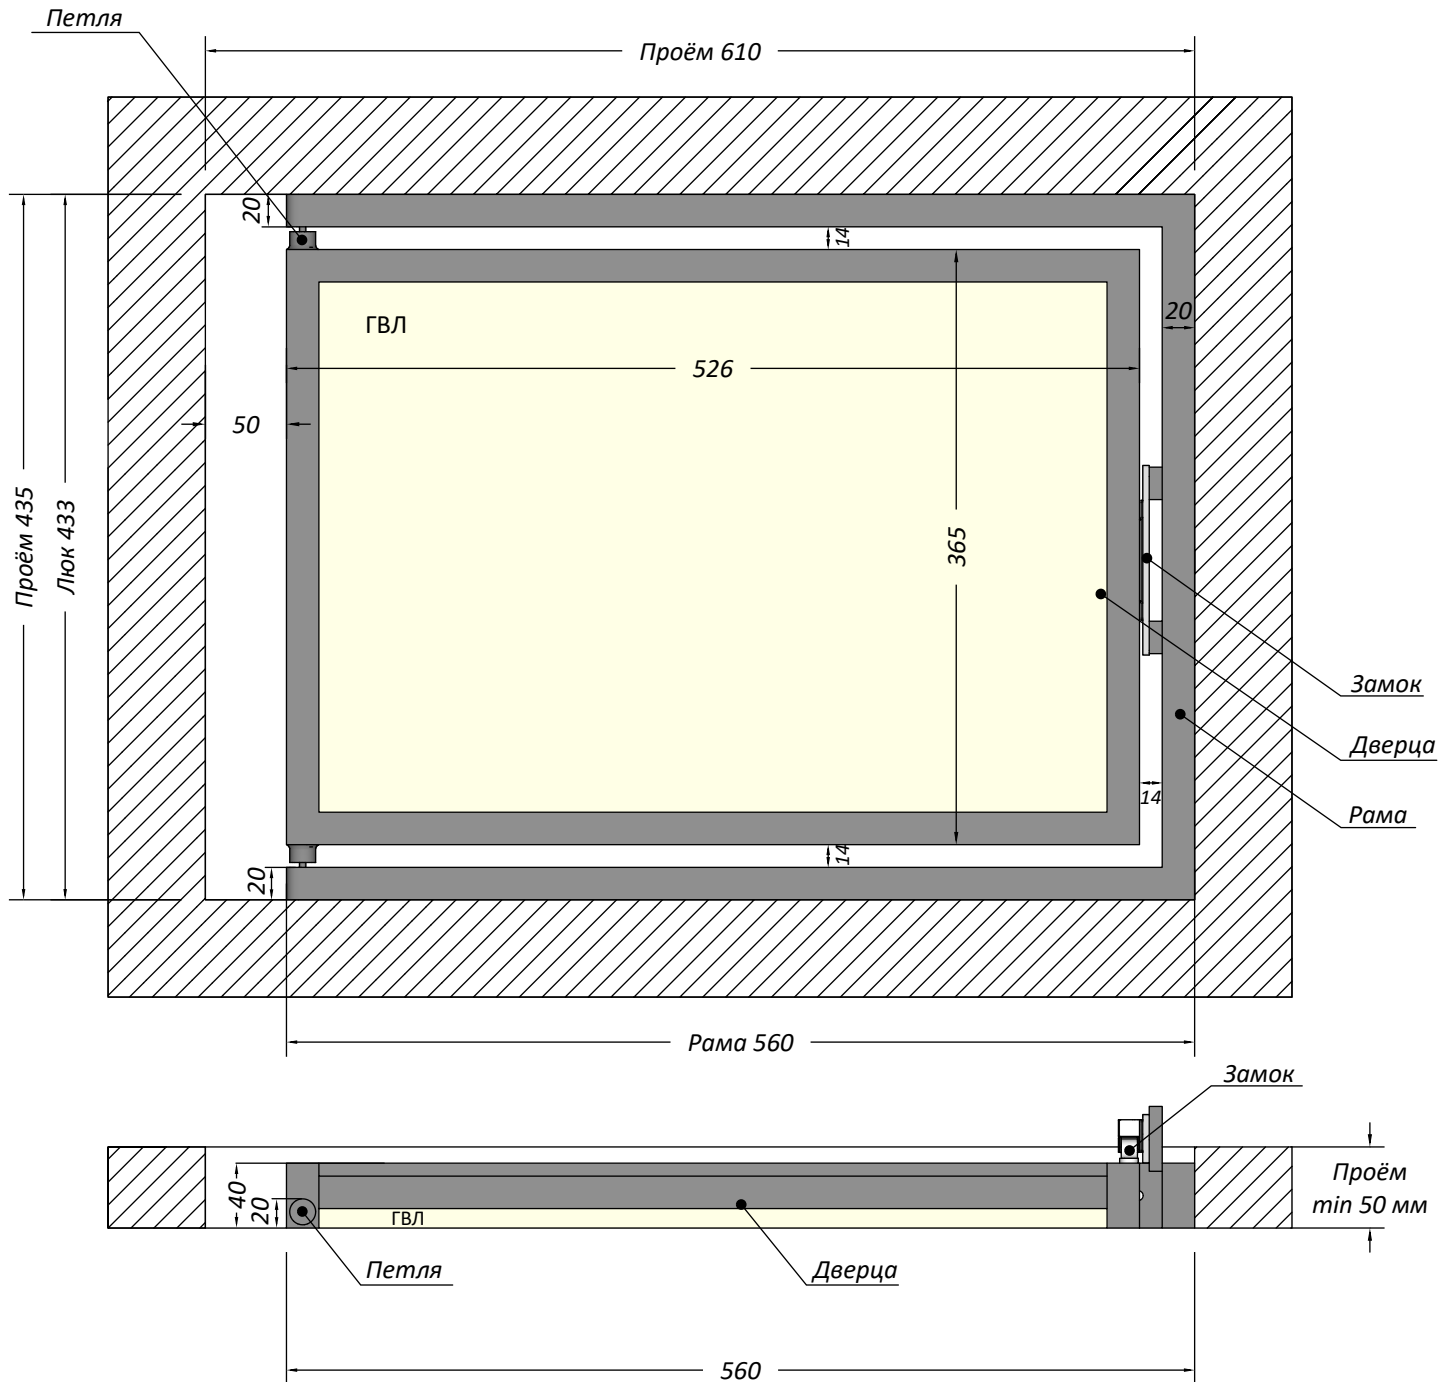 Петля
Проём 610
20
14
ГВЛ
20
526
50
Проём 435
Люк 433
365
Замок
Дверца
14
Рама
14
20
Рама 560
Замок
40
20
ГВЛ
Проём
min 50 мм
Петля
Дверца
560